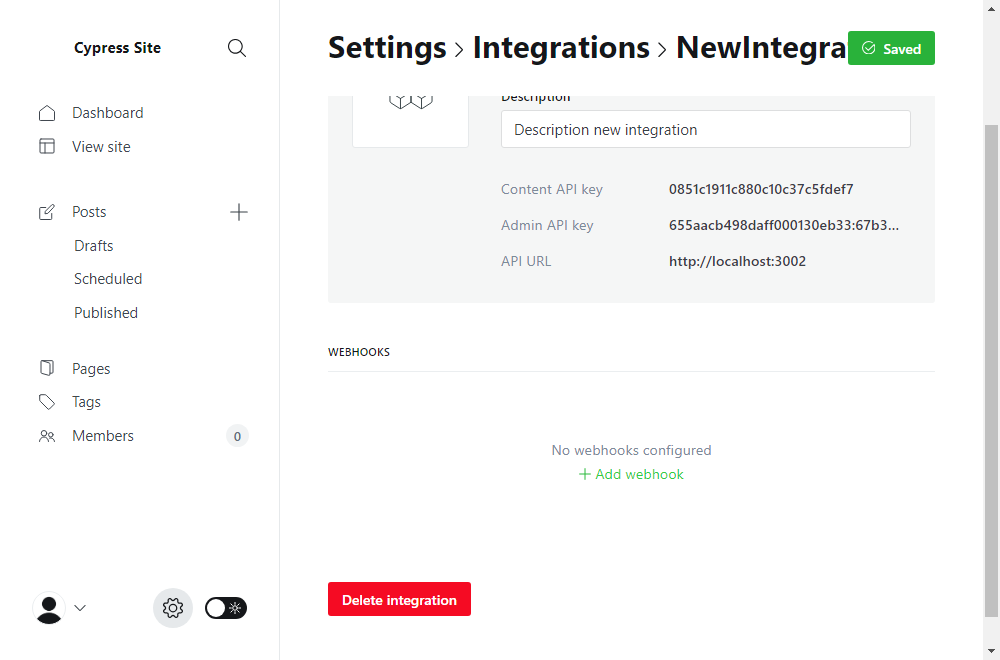 Cypress Site
Dashboard
View site
Posts
Drafts
Scheduled
Published
Pages
Tags
Members
0
Settings > Integrations > NewIntegra
Saved
Description
Description new integration
Content API key 0851c1911c880c10c37c5fdef7
Admin API key 655aacb498daff000130eb33:67b3...
API URL http://localhost:3002
WEBHOOKS
No webhooks configured
+ Add webhook
Delete integration